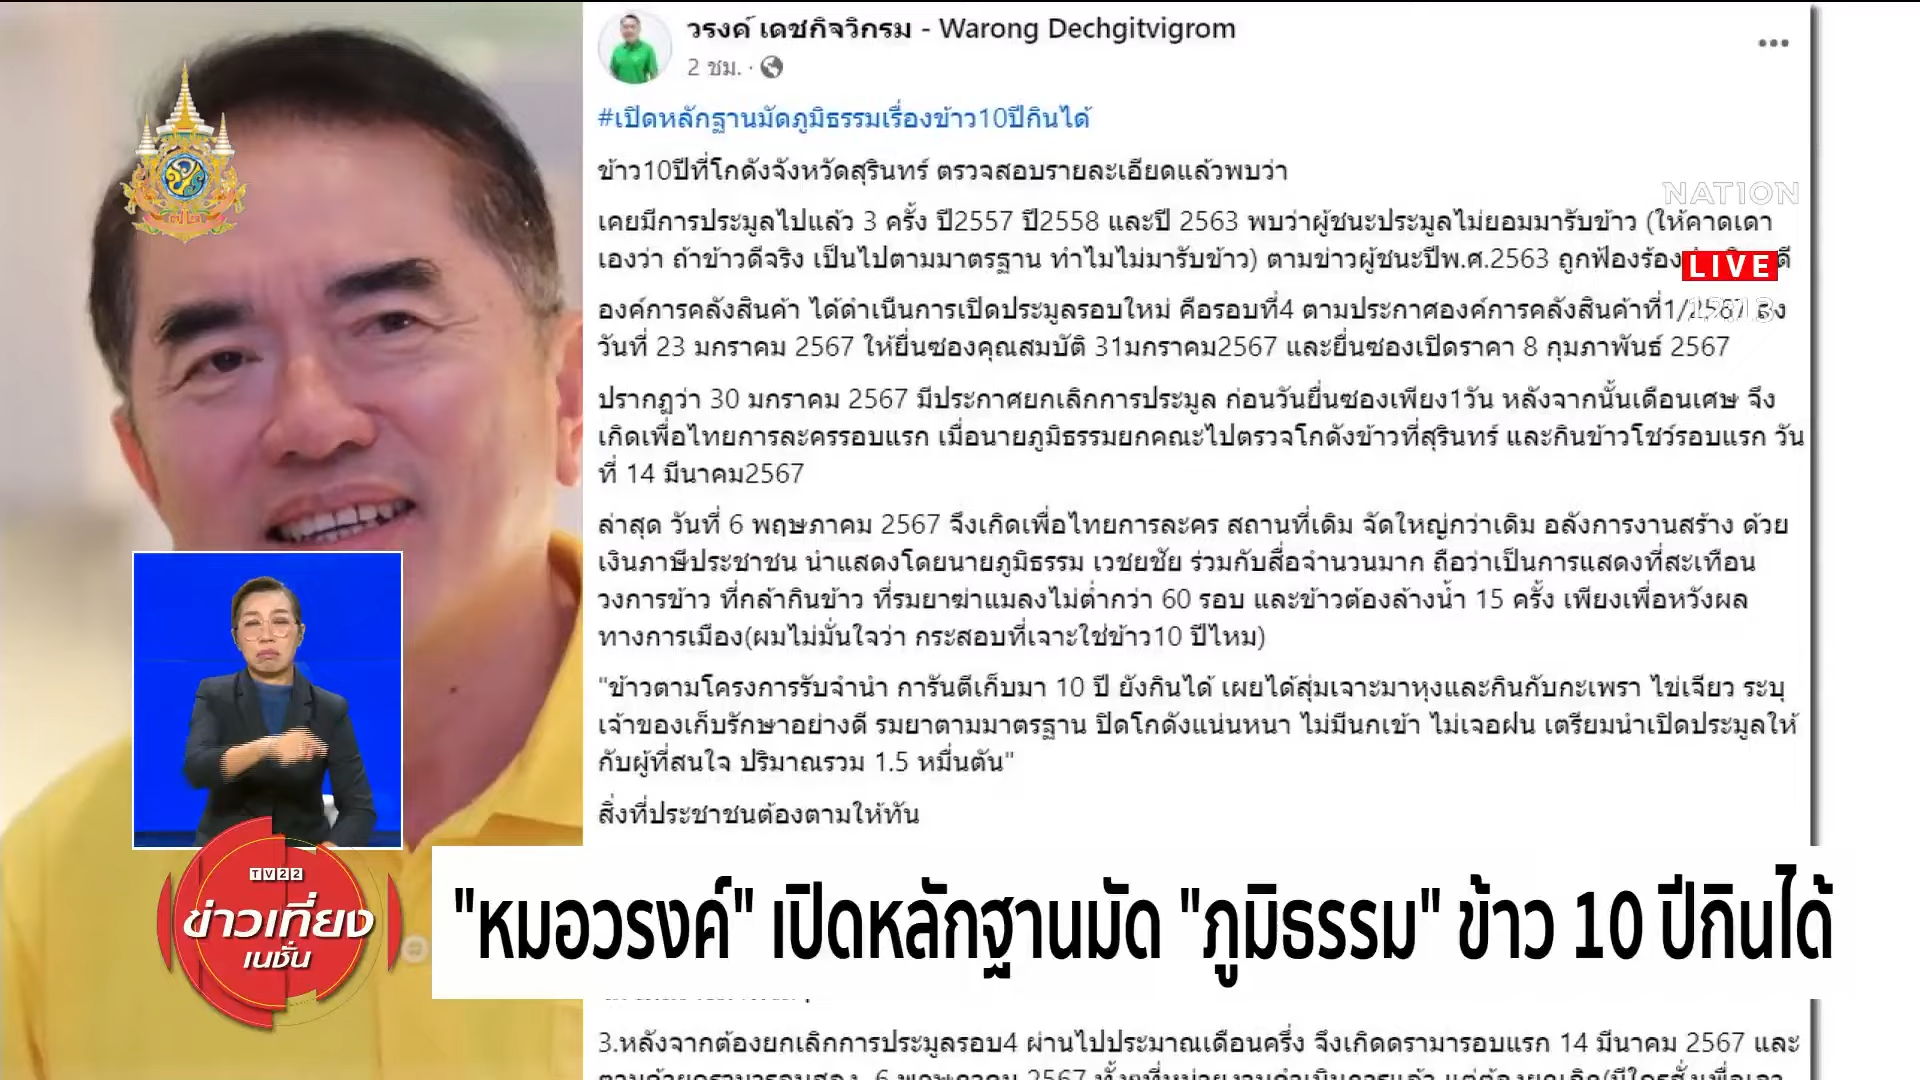 วรงค์ เดชกิจวิกรม - Warong Dechgitvigrom
2 ชม. ·
#เปิดหลักฐานมัดภูมิธรรมเรื่องข้าว10ปีกินได้
ข้าว10ปีที่โกดังจังหวัดสุรินทร์ ตรวจสอบรายละเอียดแล้วพบว่า
เคยมีการประมูลไปแล้ว 3 ครั้ง ปี2557 ปี2558 และปี 2563 พบว่าผู้ชนะประมูลไม่ยอมมารับข้าว (ให้คาดเดา
เองว่า ถ้าข้าวดีจริง เป็นไปตามมาตรฐาน ทำไมไม่มารับข้าว) ตามข่าวผู้ชนะปีพ.ศ.2563 ถูกฟ้องร้อง
องค์การคลังสินค้า ได้ดำเนินการเปิดประมูลรอบใหม่ คือรอบที่4 ตามประกาศองค์การคลังสินค้าที่1/2567 ลง
วันที่ 23 มกราคม 2567 ให้ยื่นซองคุณสมบัติ 31มกราคม2567 และยื่นซองเปิดราคา 8 กุมภาพันธ์ 2567
ปรากฏว่า 30 มกราคม 2567 มีประกาศยกเลิกการประมูล ก่อนวันยื่นซองเพียง1วัน หลังจากนั้นเดือนเศษ จึง
เกิดเพื่อไทยการละครรอบแรก เมื่อนายภูมิธรรมยกคณะไปตรวจโกดังข้าวที่สุรินทร์ และกินข้าวโชว์รอบแรก วัน
ที่ 14 มีนาคม2567
ล่าสุด วันที่ 6 พฤษภาคม 2567 จึงเกิดเพื่อไทยการละคร สถานที่เดิม จัดใหญ่กว่าเดิม อลังการงานสร้าง ด้วย
เงินภาษีประชาชน นำแสดงโดยนายภูมิธรรม เวชยชัย ร่วมกับสื่อจำนวนมาก ถือว่าเป็นการแสดงที่สะเทือน
วงการข้าว ที่กล้ากินข้าว ที่รมยาฆ่าแมลงไม่ต่ำกว่า 60 รอบ และข้าวต้องล้างน้ำ 15 ครั้ง เพียงเพื่อหวังผล
ทางการเมือง(ผมไม่มั่นใจว่า กระสอบที่เจาะใช่ข้าว10 ปีไหม)
"ข้าวตามโครงการรับจำนำ การันตีเก็บมา 10 ปี ยังกินได้ เผยได้สุ่มเจาะมาหุงและกินกับกะเพรา ไข่เจียว ระบุ
เจ้าของเก็บรักษาอย่างดี รมยาตามมาตรฐาน ปิดโกดังแน่นหนา ไม่มีนกเข้า ไม่เจอฝน เตรียมนำเปิดประมูลให้
กับผู้ที่สนใจ ปริมาณรวม 1.5 หมื่นตัน"
สิ่งที่ประชาชนต้องตามให้ทัน
NATION
LIVE
TV22
ข่าวเที่ยง
เนชั่น
"หมอวรงค์" เปิดหลักฐานมัด "ภูมิธรรม" ข้าว 10 ปีกินได้
3.หลังจากต้องยกเลิกการประมูลรอบ4 ผ่านไปประมาณเดือนครึ่ง จึงเกิดดรามารอบแรก 14 มีนาคม 2567 และ